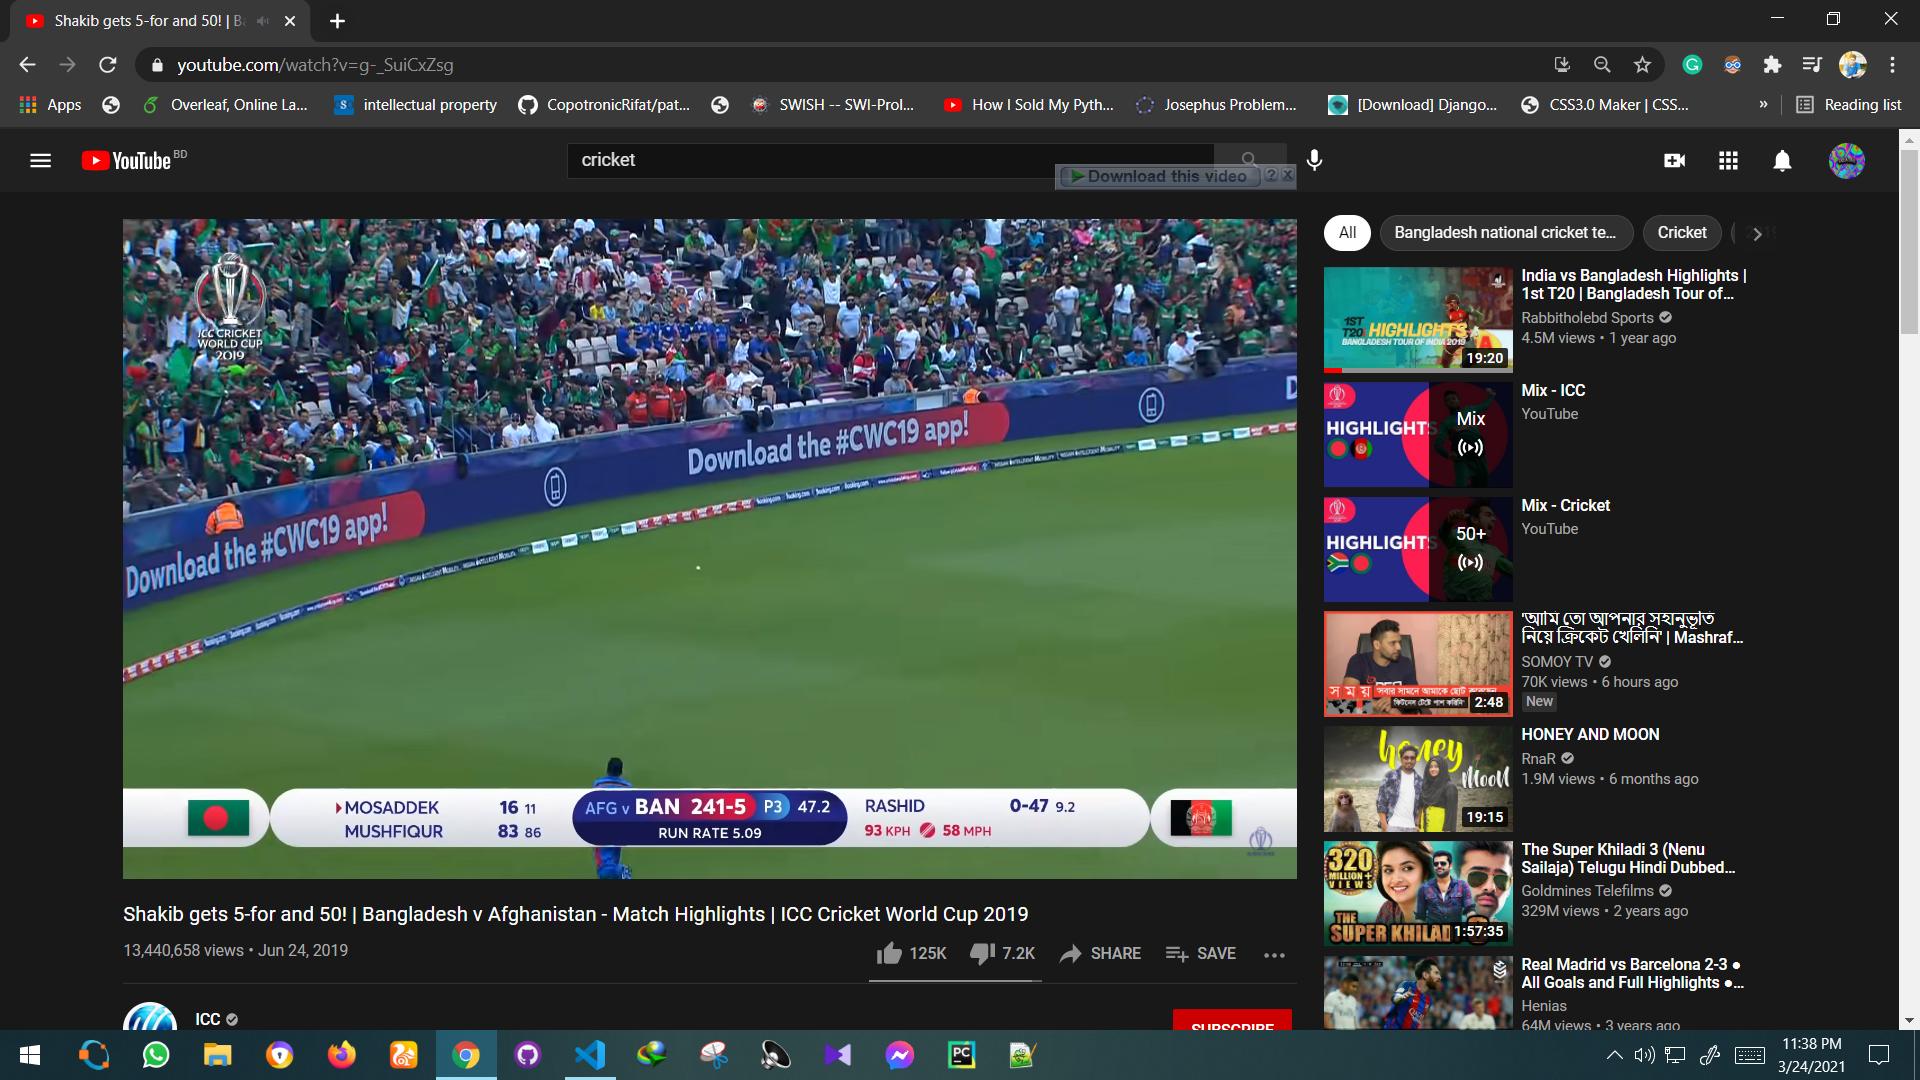 Shakib gets 5-for and 50! | B
youtube.com/watch?v=g-_SuiCxZsg
Apps
Overleaf, Online La...
intellectual property
CopotronicRifat/pat...
SWISH -- SWI-Prol...
How I Sold My Pyth...
Josephus Problem...
[Download] Django...
CSS3.0 Maker | CSS...
»
Reading list
YouTube BD
cricket
Download this video ? X
All
Bangladesh national cricket te...
Cricket
ICC CRICKET
WORLD CUP
2019
Download the #CWC19 app!
Download the #CWC19 app!
MOSADDEK 16 11
MUSHFIQUR 83 86
AFG v BAN 241-5 P3 47.2
RUN RATE 5.09
RASHID 0-47 9.2
93 KPH 58 MPH
Shakib gets 5-for and 50! | Bangladesh v Afghanistan - Match Highlights | ICC Cricket World Cup 2019
13,440,658 views • Jun 24, 2019
125K
7.2K
SHARE
SAVE
ICC
SUBSCRIBE
1ST
T20 HIGHLIGHTS
BANGLADESH TOUR OF INDIA 2019
19:20
India vs Bangladesh Highlights |
1st T20 | Bangladesh Tour of...
Rabbitholebd Sports
4.5M views • 1 year ago
HIGHLIGHTS
Mix
Mix - ICC
YouTube
HIGHLIGHTS
50+
Mix - Cricket
YouTube
সময়
2:48
'আমি তো আপনার সহানুভূতি
নিয়ে ক্রিকেট খেলিনি' | Mashraf...
SOMOY TV
70K views • 6 hours ago
New
honey
Moon
19:15
HONEY AND MOON
RnaR
1.9M views • 6 months ago
320
MILLION+
VIEWS
THE
SUPER KHILAD
1:57:35
The Super Khiladi 3 (Nenu
Sailaja) Telugu Hindi Dubbed...
Goldmines Telefilms
329M views • 2 years ago
Real Madrid vs Barcelona 2-3 ●
All Goals and Full Highlights ●...
Henias
64M views • 3 years ago
PC
11:38 PM
3/24/2021